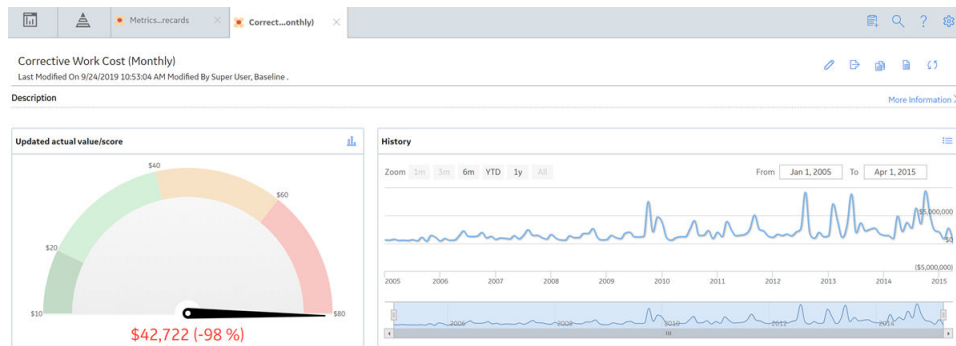 Metrics...records
Correct...onthly)
Corrective Work Cost (Monthly)
Last Modified On 9/24/2019 10:53:04 AM Modified By Super User, Baseline .
Description
More Information
Updated actual value/score
$10
$20
$40
$60
$80
$42,722 (-98 %)
History
Zoom 1m 3m 6m YTD 1y All
From Jan 1, 2005 To Apr 1, 2015
$5,000,000
$0
($5,000,000)
2005 2006 2007 2008 2009 2010 2011 2012 2013 2014 2015
2006 2008 2010 2012 2014